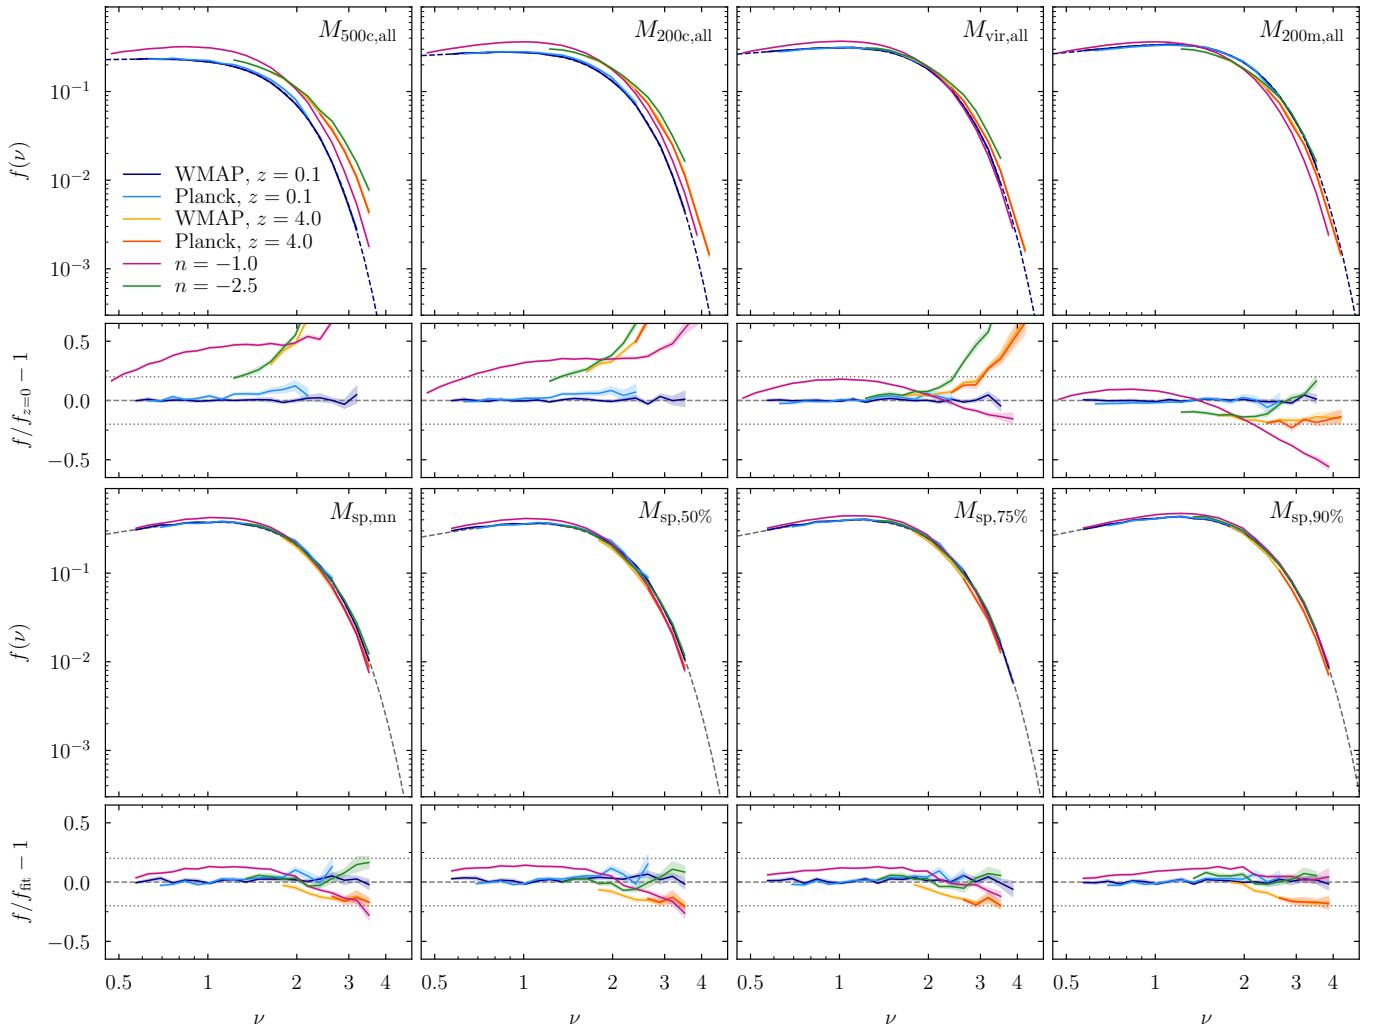 M500c,all
M200c,all
Mvir,all
M200m,all
10−1
10−2
10−3
f(ν)
WMAP, z = 0.1
Planck, z = 0.1
WMAP, z = 4.0
Planck, z = 4.0
n = −1.0
n = −2.5
0.5
0.0
−0.5
f/fz=0 − 1
Msp,mn
Msp,50%
Msp,75%
Msp,90%
10−1
10−2
10−3
f(ν)
0.5
0.0
−0.5
f/ffit − 1
0.5 1 2 3 4 0.5 1 2 3 4 0.5 1 2 3 4 0.5 1 2 3 4
ν ν ν ν